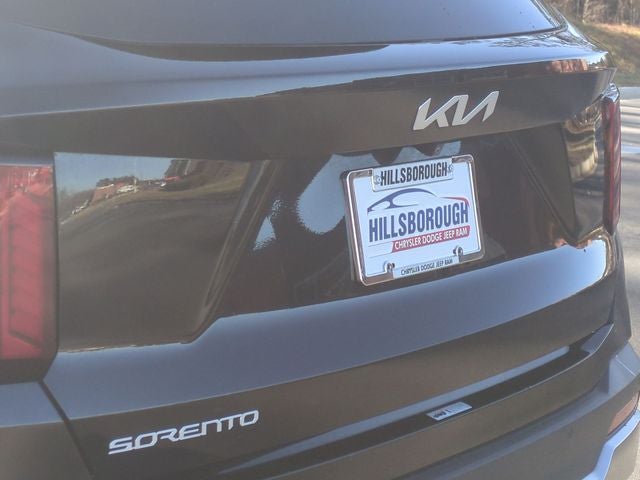 KIA
HILLSBOROUGH
HILLSBOROUGH
CHRYSLER DODGE JEEP RAM
CHRYSLER DODGE JEEP RAM
SORENTO